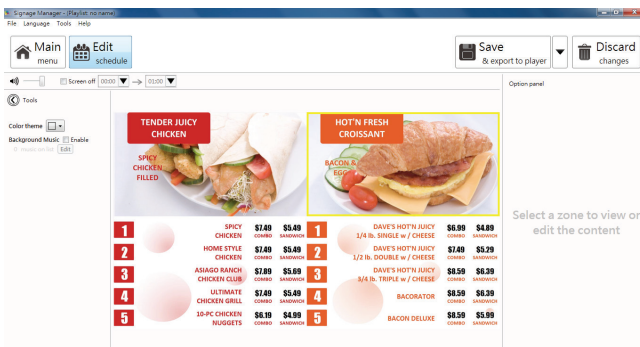 Signage Manager - (Playlist: no name)
File Language Tools Help
Main
menu
Edit
schedule
Save
& export to player
Discard
changes
Screen off 00:00 01:00
Option panel
Tools
Color theme
Background Music Enable
Edit
TENDER JUICY
CHICKEN
SPICY
CHICKEN
FILLED
HOT'N FRESH
CROISSANT
BACON &
EGG
Select a zone to view or
edit the content
1 SPICY CHICKEN $7.49 COMBO $5.49 SANDWICH
2 HOME STYLE CHICKEN $7.49 COMBO $5.49 SANDWICH
3 ASIAGO RANCH CHICKEN CLUB $7.89 COMBO $5.69 SANDWICH
4 ULTIMATE CHICKEN GRILL $7.49 COMBO $5.49 SANDWICH
5 10-PC CHICKEN NUGGETS $6.19 COMBO $4.99 SANDWICH
1 DAVE'S HOT'N JUICY 1/4 lb. SINGLE w / CHEESE $6.99 COMBO $4.89 SANDWICH
2 DAVE'S HOT'N JUICY 1/2 lb. DOUBLE w / CHEESE $7.49 COMBO $5.29 SANDWICH
3 DAVE'S HOT'N JUICY 3/4 lb. TRIPLE w / CHEESE $8.59 COMBO $6.39 SANDWICH
4 BACORATOR $8.59 COMBO $6.39 SANDWICH
5 BACON DELUXE $8.59 COMBO $5.99 SANDWICH